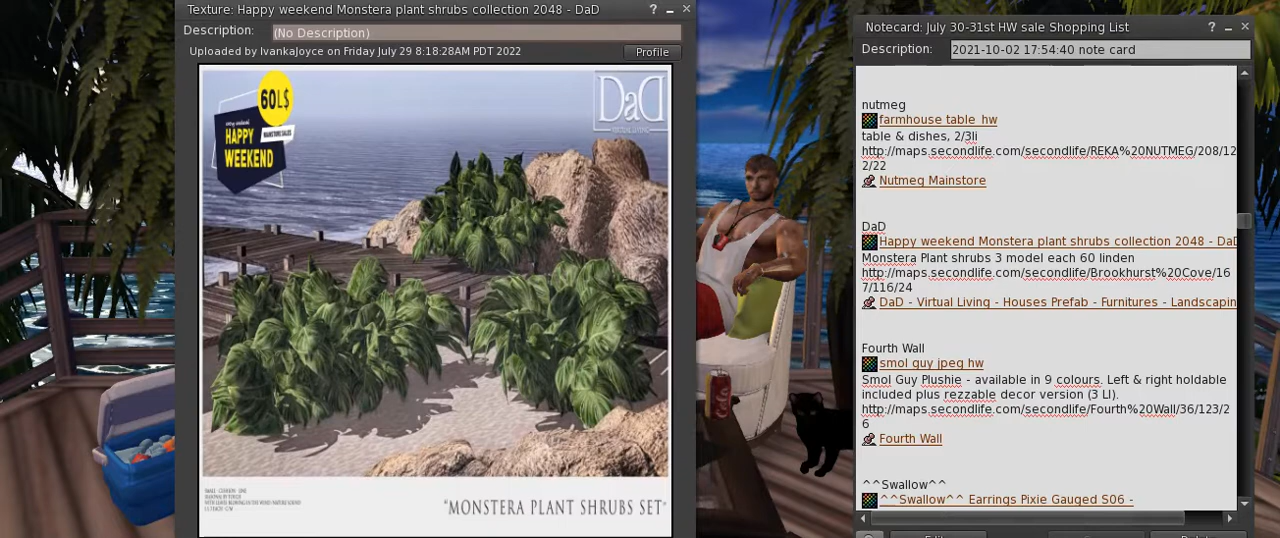 Texture: Happy weekend Monstera plant shrubs collection 2048 - DaD
Description: (No Description)
Uploaded by IvankaJoyce on Friday July 29 8:18:28AM PDT 2022
Profile
60L$
HAPPY
WEEKEND
DaD
VIRTUAL LIVING
"MONSTERA PLANT SHRUBS SET"
Notecard: July 30-31st HW sale Shopping List
Description: 2021-10-02 17:54:40 note card
nutmeg
farmhouse table_hw
table & dishes, 2/3li
http://maps.secondlife.com/secondlife/REKA%20NUTMEG/208/12
2/22
Nutmeg Mainstore
DaD
Happy weekend Monstera plant shrubs collection 2048 - DaD
Monstera Plant shrubs 3 model each 60 linden
http://maps.secondlife.com/secondlife/Brookhurst%20Cove/16
7/116/24
DaD - Virtual Living - Houses Prefab - Furnitures - Landscapin
Fourth Wall
smol guy jpeg hw
Smol Guy Plushie - available in 9 colours. Left & right holdable
included plus rezzable decor version (3 LI).
http://maps.secondlife.com/secondlife/Fourth%20Wall/36/123/2
6
Fourth Wall
^^Swallow^^
^^Swallow^^ Earrings Pixie Gauged S06 -